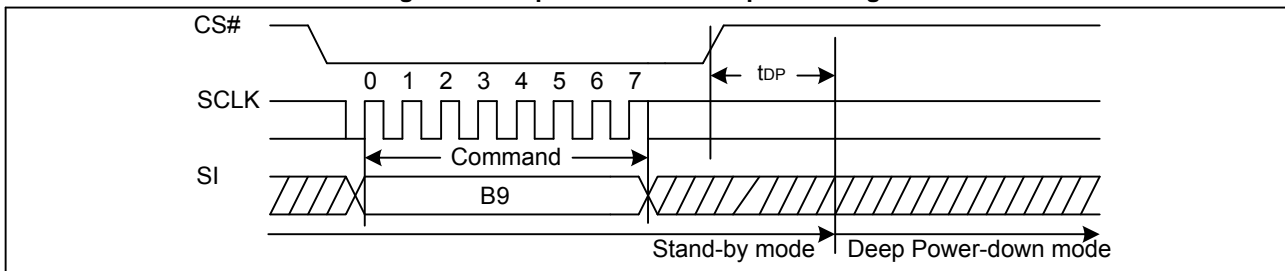 CS#
tDP
0 1 2 3 4 5 6 7
SCLK
Command
SI
B9
Stand-by mode Deep Power-down mode